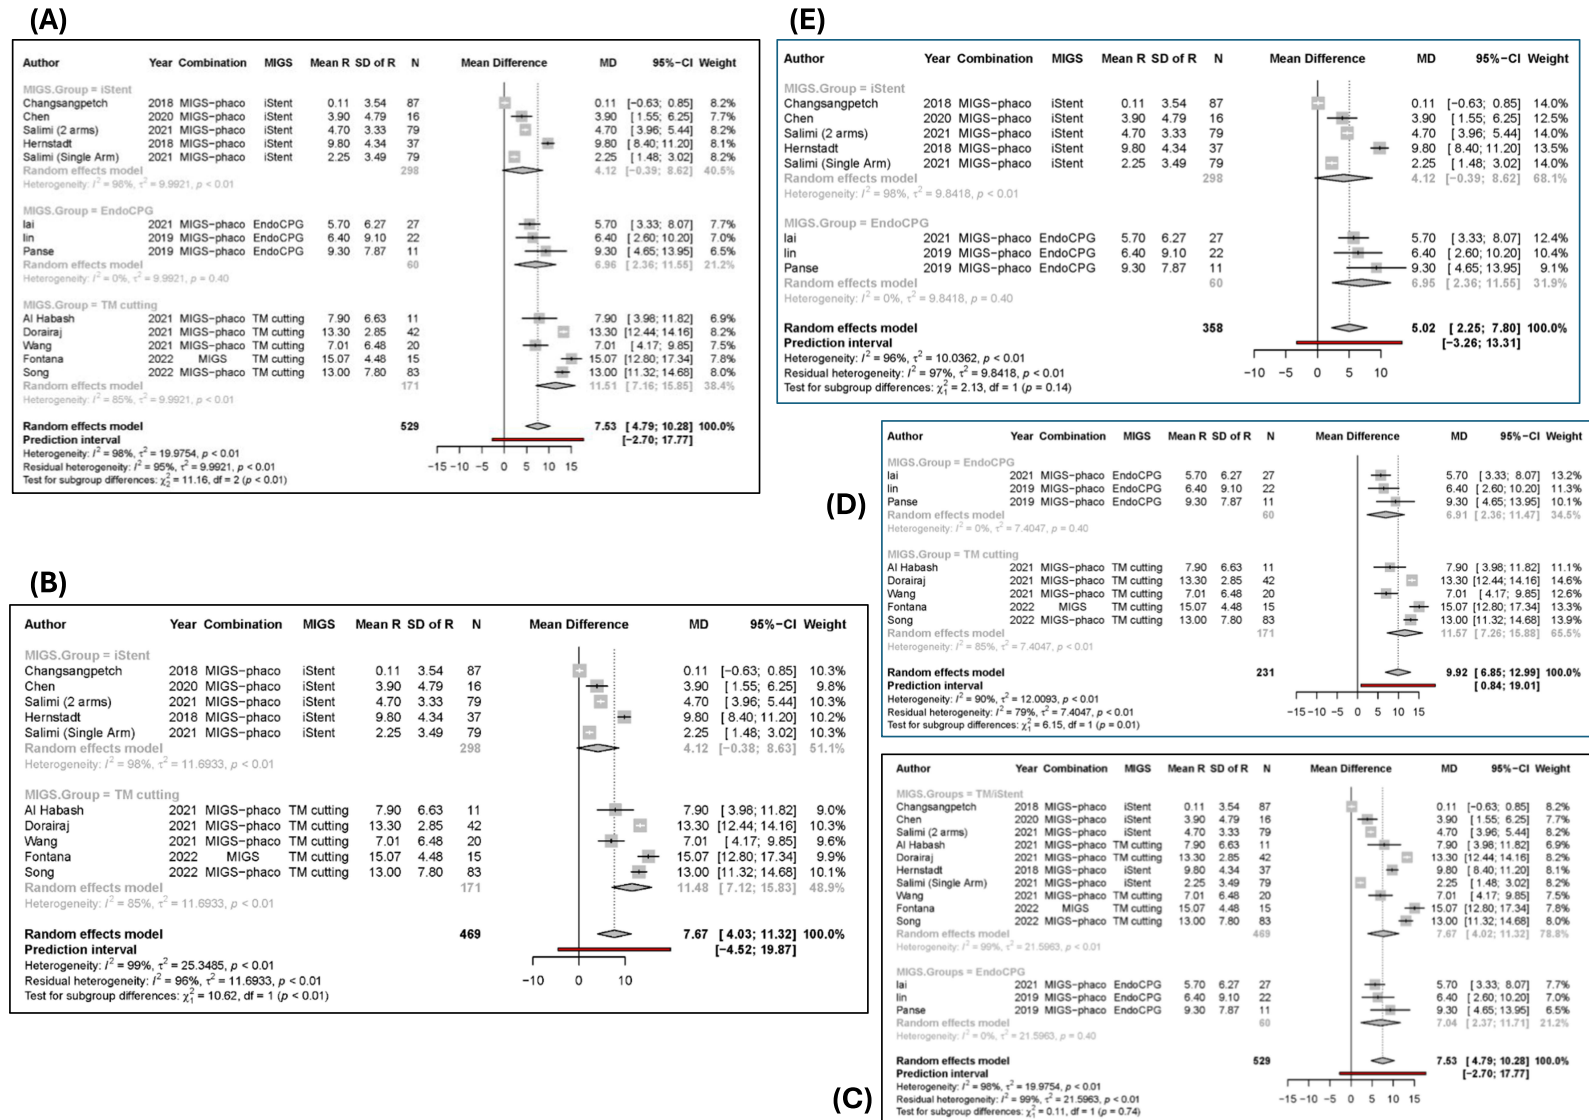 (A)
Author Year Combination MIGS Mean R SD of R N Mean Difference MD 95%−CI Weight
MIGS.Group = iStent
Changsangpetch 2018 MIGS−phaco iStent 0.11 3.54 87 0.11 [−0.63; 0.85] 8.2%
Chen 2020 MIGS−phaco iStent 3.90 4.79 16 3.90 [ 1.55; 6.25] 7.7%
Salimi (2 arms) 2021 MIGS−phaco iStent 4.70 3.33 79 4.70 [ 3.96; 5.44] 8.2%
Hernstadt 2018 MIGS−phaco iStent 9.80 4.34 37 9.80 [ 8.40; 11.20] 8.1%
Salimi (Single Arm) 2021 MIGS−phaco iStent 2.25 3.49 79 2.25 [ 1.48; 3.02] 8.2%
Random effects model 298 4.12 [−0.39; 8.62] 40.5%
Heterogeneity: I² = 98%, τ² = 9.9921, p < 0.01
MIGS.Group = EndoCPG
lai 2021 MIGS−phaco EndoCPG 5.70 6.27 27 5.70 [ 3.33; 8.07] 7.7%
lin 2019 MIGS−phaco EndoCPG 6.40 9.10 22 6.40 [ 2.60; 10.20] 7.0%
Panse 2019 MIGS−phaco EndoCPG 9.30 7.87 11 9.30 [ 4.65; 13.95] 6.5%
Random effects model 60 6.96 [ 2.36; 11.55] 21.2%
Heterogeneity: I² = 0%, τ² = 9.9921, p = 0.40
MIGS.Group = TM cutting
Al Habash 2021 MIGS−phaco TM cutting 7.90 6.63 11 7.90 [ 3.98; 11.82] 6.9%
Dorairaj 2021 MIGS−phaco TM cutting 13.30 2.85 42 13.30 [12.44; 14.16] 8.2%
Wang 2021 MIGS−phaco TM cutting 7.01 6.48 20 7.01 [ 4.17; 9.85] 7.5%
Fontana 2022 MIGS TM cutting 15.07 4.48 15 15.07 [12.80; 17.34] 7.8%
Song 2022 MIGS−phaco TM cutting 13.00 7.80 83 13.00 [11.32; 14.68] 8.0%
Random effects model 171 11.51 [ 7.16; 15.85] 38.4%
Heterogeneity: I² = 85%, τ² = 9.9921, p < 0.01
Random effects model 529 7.53 [ 4.79; 10.28] 100.0%
Prediction interval [−2.70; 17.77]
Heterogeneity: I² = 98%, τ² = 19.9754, p < 0.01
Residual heterogeneity: I² = 95%, τ² = 9.9921, p < 0.01
Test for subgroup differences: χ²₂ = 11.16, df = 2 (p < 0.01)
−15 −10 −5 0 5 10 15
(E)
Author Year Combination MIGS Mean R SD of R N Mean Difference MD 95%−CI Weight
MIGS.Group = iStent
Changsangpetch 2018 MIGS−phaco iStent 0.11 3.54 87 0.11 [−0.63; 0.85] 14.0%
Chen 2020 MIGS−phaco iStent 3.90 4.79 16 3.90 [ 1.55; 6.25] 12.5%
Salimi (2 arms) 2021 MIGS−phaco iStent 4.70 3.33 79 4.70 [ 3.96; 5.44] 14.0%
Hernstadt 2018 MIGS−phaco iStent 9.80 4.34 37 9.80 [ 8.40; 11.20] 13.5%
Salimi (Single Arm) 2021 MIGS−phaco iStent 2.25 3.49 79 2.25 [ 1.48; 3.02] 14.0%
Random effects model 298 4.12 [−0.39; 8.62] 68.1%
Heterogeneity: I² = 98%, τ² = 9.8418, p < 0.01
MIGS.Group = EndoCPG
lai 2021 MIGS−phaco EndoCPG 5.70 6.27 27 5.70 [ 3.33; 8.07] 12.4%
lin 2019 MIGS−phaco EndoCPG 6.40 9.10 22 6.40 [ 2.60; 10.20] 10.4%
Panse 2019 MIGS−phaco EndoCPG 9.30 7.87 11 9.30 [ 4.65; 13.95] 9.1%
Random effects model 60 6.95 [ 2.36; 11.55] 31.9%
Heterogeneity: I² = 0%, τ² = 9.8418, p = 0.40
Random effects model 358 5.02 [ 2.25; 7.80] 100.0%
Prediction interval [−3.26; 13.31]
Heterogeneity: I² = 96%, τ² = 10.0362, p < 0.01
Residual heterogeneity: I² = 97%, τ² = 9.8418, p < 0.01
Test for subgroup differences: χ²₁ = 2.13, df = 1 (p = 0.14)
−10 −5 0 5 10
(B)
Author Year Combination MIGS Mean R SD of R N Mean Difference MD 95%−CI Weight
MIGS.Group = iStent
Changsangpetch 2018 MIGS−phaco iStent 0.11 3.54 87 0.11 [−0.63; 0.85] 10.3%
Chen 2020 MIGS−phaco iStent 3.90 4.79 16 3.90 [ 1.55; 6.25] 9.8%
Salimi (2 arms) 2021 MIGS−phaco iStent 4.70 3.33 79 4.70 [ 3.96; 5.44] 10.3%
Hernstadt 2018 MIGS−phaco iStent 9.80 4.34 37 9.80 [ 8.40; 11.20] 10.2%
Salimi (Single Arm) 2021 MIGS−phaco iStent 2.25 3.49 79 2.25 [ 1.48; 3.02] 10.3%
Random effects model 298 4.12 [−0.38; 8.63] 51.1%
Heterogeneity: I² = 98%, τ² = 11.6933, p < 0.01
MIGS.Group = TM cutting
Al Habash 2021 MIGS−phaco TM cutting 7.90 6.63 11 7.90 [ 3.98; 11.82] 9.0%
Dorairaj 2021 MIGS−phaco TM cutting 13.30 2.85 42 13.30 [12.44; 14.16] 10.3%
Wang 2021 MIGS−phaco TM cutting 7.01 6.48 20 7.01 [ 4.17; 9.85] 9.6%
Fontana 2022 MIGS TM cutting 15.07 4.48 15 15.07 [12.80; 17.34] 9.9%
Song 2022 MIGS−phaco TM cutting 13.00 7.80 83 13.00 [11.32; 14.68] 10.1%
Random effects model 171 11.48 [ 7.12; 15.83] 48.9%
Heterogeneity: I² = 85%, τ² = 11.6933, p < 0.01
Random effects model 469 7.67 [ 4.03; 11.32] 100.0%
Prediction interval [−4.52; 19.87]
Heterogeneity: I² = 99%, τ² = 25.3485, p < 0.01
Residual heterogeneity: I² = 96%, τ² = 11.6933, p < 0.01
Test for subgroup differences: χ²₁ = 10.62, df = 1 (p < 0.01)
−10 0 10
(D)
Author Year Combination MIGS Mean R SD of R N Mean Difference MD 95%−CI Weight
MIGS.Group = EndoCPG
lai 2021 MIGS−phaco EndoCPG 5.70 6.27 27 5.70 [ 3.33; 8.07] 13.2%
lin 2019 MIGS−phaco EndoCPG 6.40 9.10 22 6.40 [ 2.60; 10.20] 11.3%
Panse 2019 MIGS−phaco EndoCPG 9.30 7.87 11 9.30 [ 4.65; 13.95] 10.1%
Random effects model 60 6.91 [ 2.36; 11.47] 34.5%
Heterogeneity: I² = 0%, τ² = 7.4047, p = 0.40
MIGS.Group = TM cutting
Al Habash 2021 MIGS−phaco TM cutting 7.90 6.63 11 7.90 [ 3.98; 11.82] 11.1%
Dorairaj 2021 MIGS−phaco TM cutting 13.30 2.85 42 13.30 [12.44; 14.16] 14.6%
Wang 2021 MIGS−phaco TM cutting 7.01 6.48 20 7.01 [ 4.17; 9.85] 12.6%
Fontana 2022 MIGS TM cutting 15.07 4.48 15 15.07 [12.80; 17.34] 13.3%
Song 2022 MIGS−phaco TM cutting 13.00 7.80 83 13.00 [11.32; 14.68] 13.9%
Random effects model 171 11.57 [ 7.26; 15.88] 65.5%
Heterogeneity: I² = 85%, τ² = 7.4047, p < 0.01
Random effects model 231 9.92 [ 6.85; 12.99] 100.0%
Prediction interval [ 0.84; 19.01]
Heterogeneity: I² = 90%, τ² = 12.0093, p < 0.01
Residual heterogeneity: I² = 79%, τ² = 7.4047, p < 0.01
Test for subgroup differences: χ²₁ = 6.15, df = 1 (p = 0.01)
−15 −10 −5 0 5 10 15
(C)
Author Year Combination MIGS Mean R SD of R N Mean Difference MD 95%−CI Weight
MIGS.Groups = TM/iStent
Changsangpetch 2018 MIGS−phaco iStent 0.11 3.54 87 0.11 [−0.63; 0.85] 8.2%
Chen 2020 MIGS−phaco iStent 3.90 4.79 16 3.90 [ 1.55; 6.25] 7.7%
Salimi (2 arms) 2021 MIGS−phaco iStent 4.70 3.33 79 4.70 [ 3.96; 5.44] 8.2%
Al Habash 2021 MIGS−phaco TM cutting 7.90 6.63 11 7.90 [ 3.98; 11.82] 6.9%
Dorairaj 2021 MIGS−phaco TM cutting 13.30 2.85 42 13.30 [12.44; 14.16] 8.2%
Hernstadt 2018 MIGS−phaco iStent 9.80 4.34 37 9.80 [ 8.40; 11.20] 8.1%
Salimi (Single Arm) 2021 MIGS−phaco iStent 2.25 3.49 79 2.25 [ 1.48; 3.02] 8.2%
Wang 2021 MIGS−phaco TM cutting 7.01 6.48 20 7.01 [ 4.17; 9.85] 7.5%
Fontana 2022 MIGS TM cutting 15.07 4.48 15 15.07 [12.80; 17.34] 7.8%
Song 2022 MIGS−phaco TM cutting 13.00 7.80 83 13.00 [11.32; 14.68] 8.0%
Random effects model 469 7.67 [ 4.02; 11.32] 78.8%
Heterogeneity: I² = 99%, τ² = 21.5963, p < 0.01
MIGS.Groups = EndoCPG
lai 2021 MIGS−phaco EndoCPG 5.70 6.27 27 5.70 [ 3.33; 8.07] 7.7%
lin 2019 MIGS−phaco EndoCPG 6.40 9.10 22 6.40 [ 2.60; 10.20] 7.0%
Panse 2019 MIGS−phaco EndoCPG 9.30 7.87 11 9.30 [ 4.65; 13.95] 6.5%
Random effects model 60 7.04 [ 2.37; 11.71] 21.2%
Heterogeneity: I² = 0%, τ² = 21.5963, p = 0.40
Random effects model 529 7.53 [ 4.79; 10.28] 100.0%
Prediction interval [−2.70; 17.77]
Heterogeneity: I² = 98%, τ² = 19.9754, p < 0.01
Residual heterogeneity: I² = 99%, τ² = 21.5963, p < 0.01
Test for subgroup differences: χ²₁ = 0.11, df = 1 (p = 0.74)
−15 −10 −5 0 5 10 15